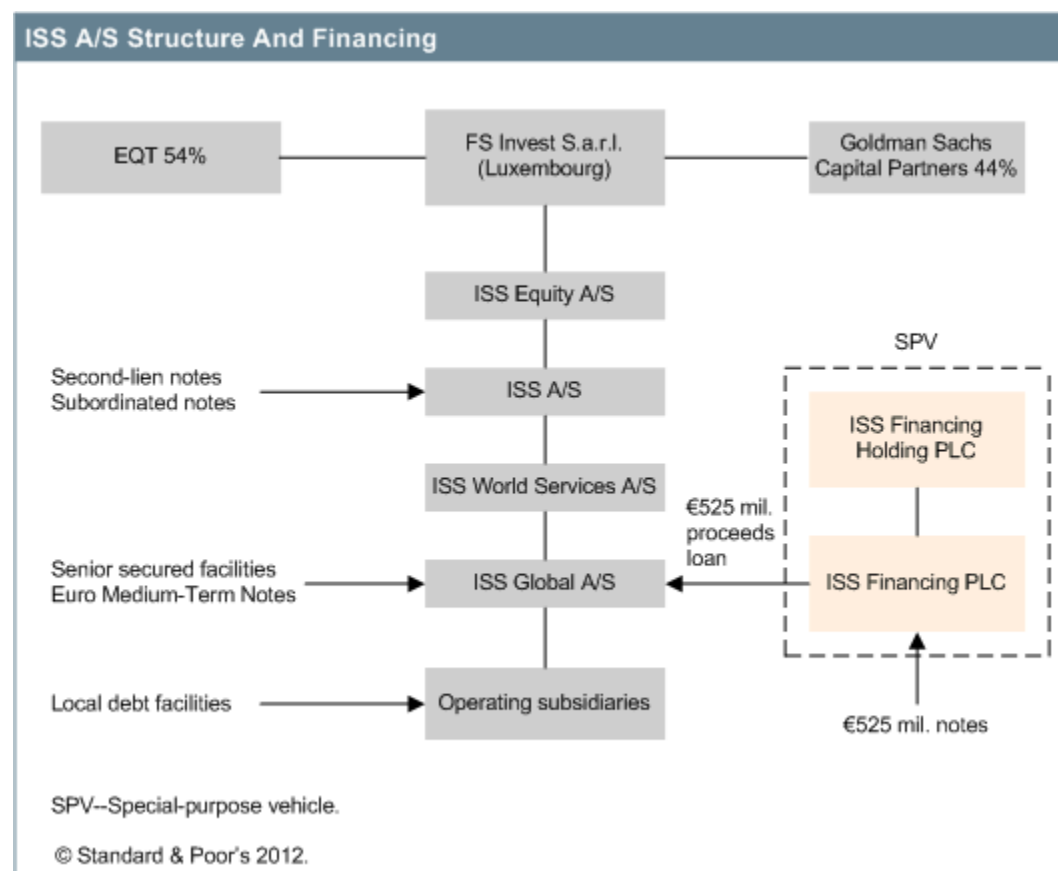 ISS A/S Structure And Financing
EQT 54%
FS Invest S.a.r.l.
(Luxembourg)
Goldman Sachs
Capital Partners 44%
ISS Equity A/S
SPV
Second-lien notes
Subordinated notes
ISS A/S
ISS Financing
Holding PLC
ISS World Services A/S
€525 mil.
proceeds
loan
Senior secured facilities
Euro Medium-Term Notes
ISS Global A/S
ISS Financing PLC
Local debt facilities
Operating subsidiaries
€525 mil. notes
SPV--Special-purpose vehicle.
© Standard & Poor's 2012.